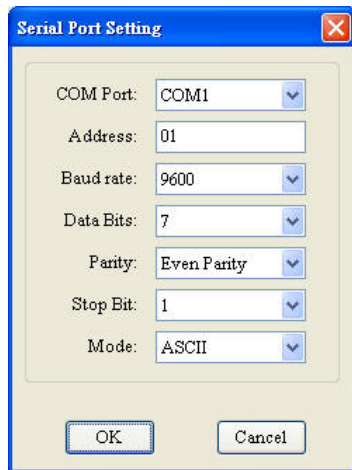 Serial Port Setting
COM Port: COM1
Address: 01
Baud rate: 9600
Data Bits: 7
Parity: Even Parity
Stop Bit: 1
Mode: ASCII
OK Cancel